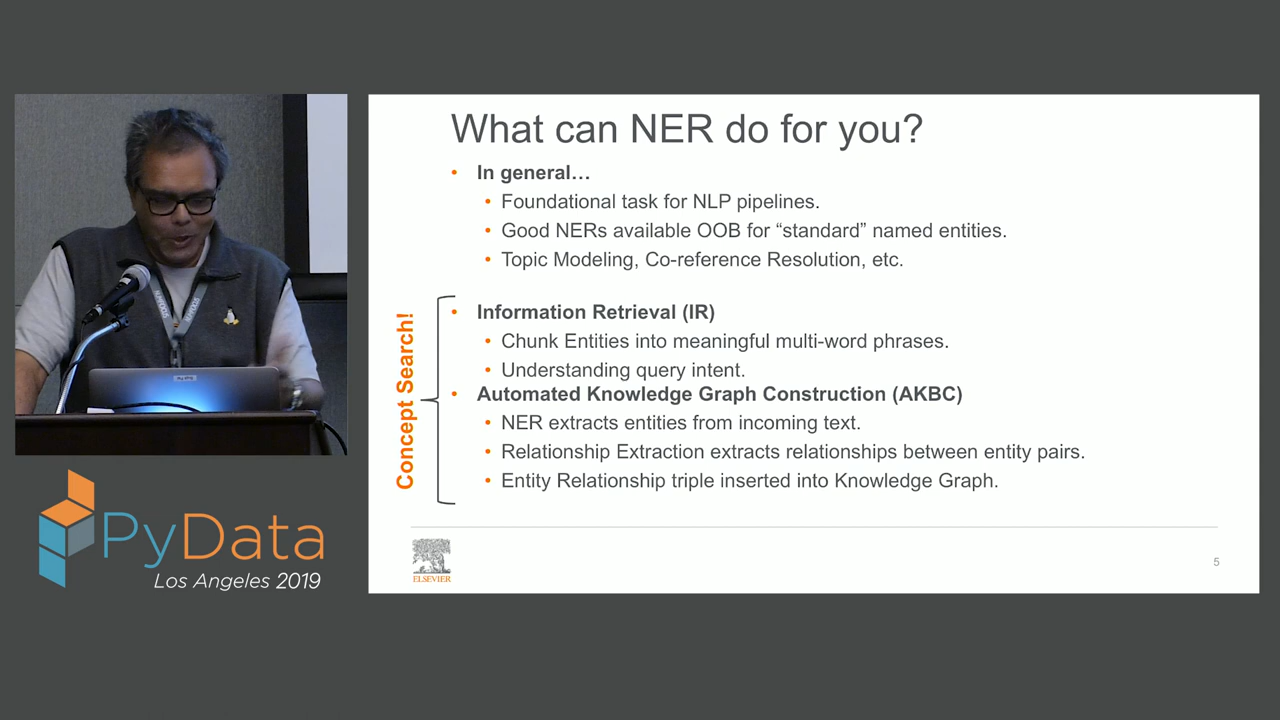 What can NER do for you?
• In general…
• Foundational task for NLP pipelines.
• Good NERs available OOB for “standard” named entities.
• Topic Modeling, Co-reference Resolution, etc.
Concept Search!
• Information Retrieval (IR)
• Chunk Entities into meaningful multi-word phrases.
• Understanding query intent.
• Automated Knowledge Graph Construction (AKBC)
• NER extracts entities from incoming text.
• Relationship Extraction extracts relationships between entity pairs.
• Entity Relationship triple inserted into Knowledge Graph.
ELSEVIER
5
PyData
Los Angeles 2019